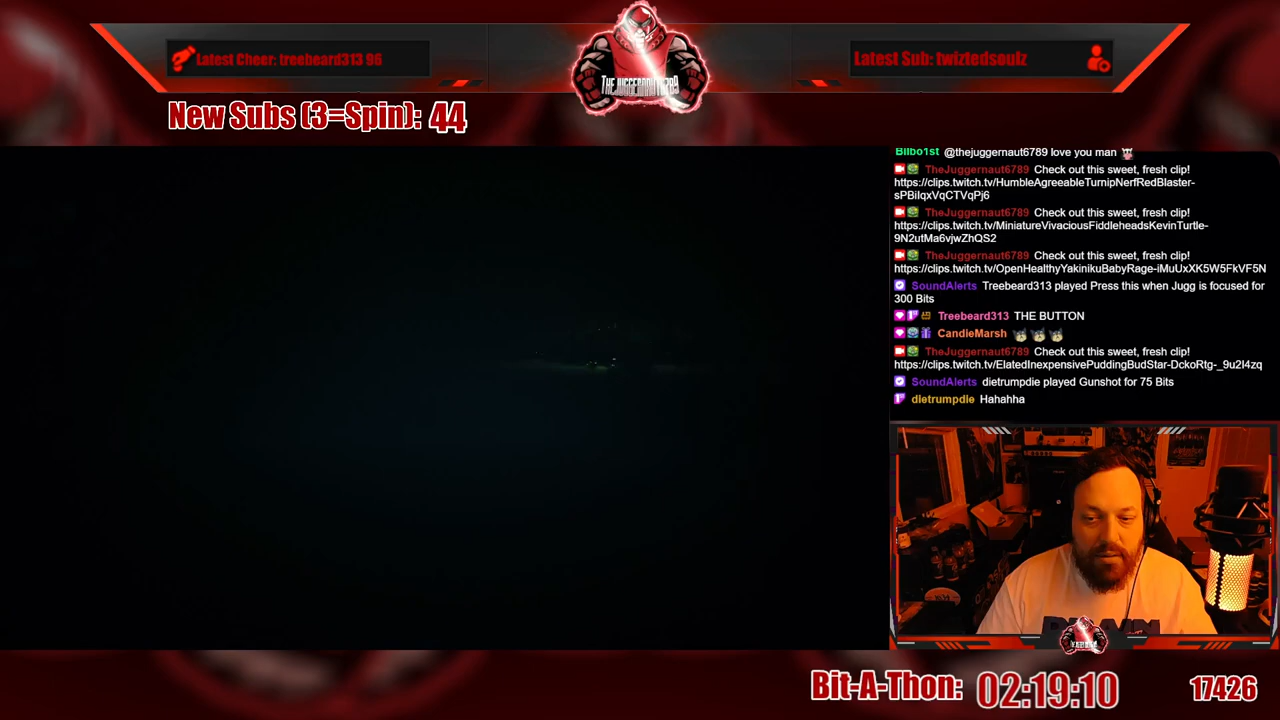 Latest Cheer: treebeard313 96
THEJUGGERNAUT6789
Latest Sub: twiztedsoulz
New Subs (3=Spin): 44
Bilbo1st @thejuggernaut6789 love you man
TheJuggernaut6789 Check out this sweet, fresh clip!
https://clips.twitch.tv/HumbleAgreeableTurnipNerfRedBlaster-
sPBiIqxVqCTVqPj6
TheJuggernaut6789 Check out this sweet, fresh clip!
https://clips.twitch.tv/MiniatureVivaciousFiddleheadsKevinTurtle-
9N2utMa6vjwZhQS2
TheJuggernaut6789 Check out this sweet, fresh clip!
https://clips.twitch.tv/OpenHealthyYakinikuBabyRage-iMuUxXK5W5FkVF5N
SoundAlerts Treebeard313 played Press this when Jugg is focused for
300 Bits
Treebeard313 THE BUTTON
CandieMarsh
TheJuggernaut6789 Check out this sweet, fresh clip!
https://clips.twitch.tv/ElatedInexpensivePuddingBudStar-DckoRtg-_9u2I4zq
SoundAlerts dietrumpdie played Gunshot for 75 Bits
dietrumpdie Hahahha
Bit-A-Thon: 02:19:10 17426